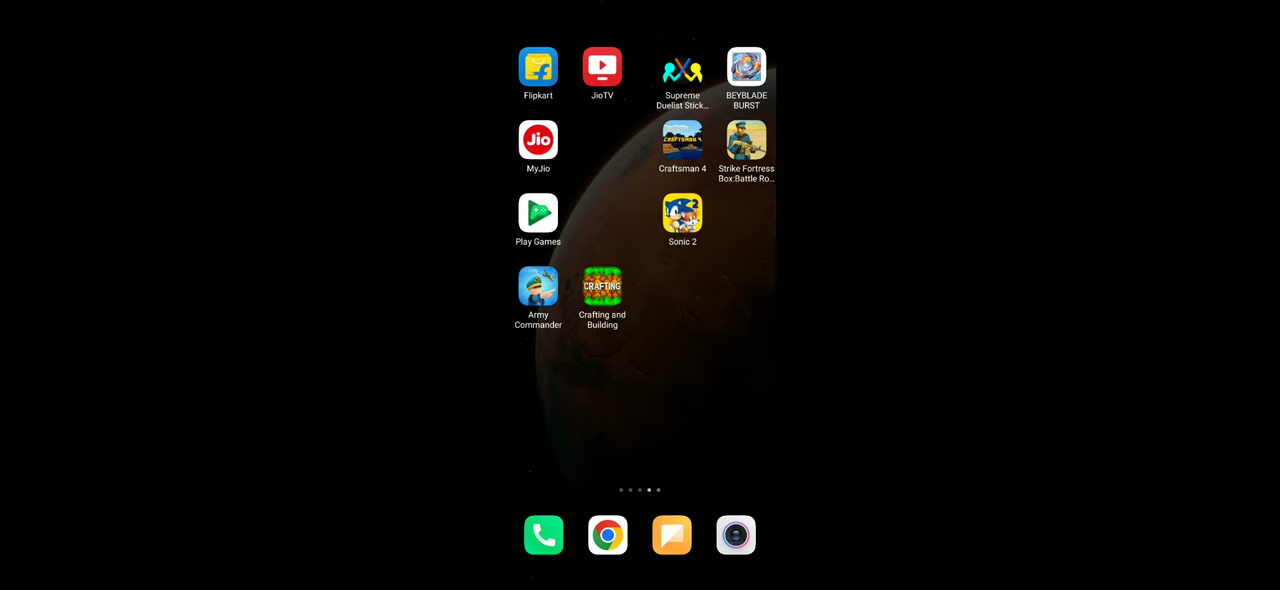 Flipkart
JioTV
Supreme
Duelist Stick...
BEYBLADE
BURST
Jio
MyJio
CRAFTSMAN 4
Craftsman 4
Strike Fortress
Box:Battle Ro...
Play Games
2
Sonic 2
Army
Commander
CRAFTING
Crafting and
Building